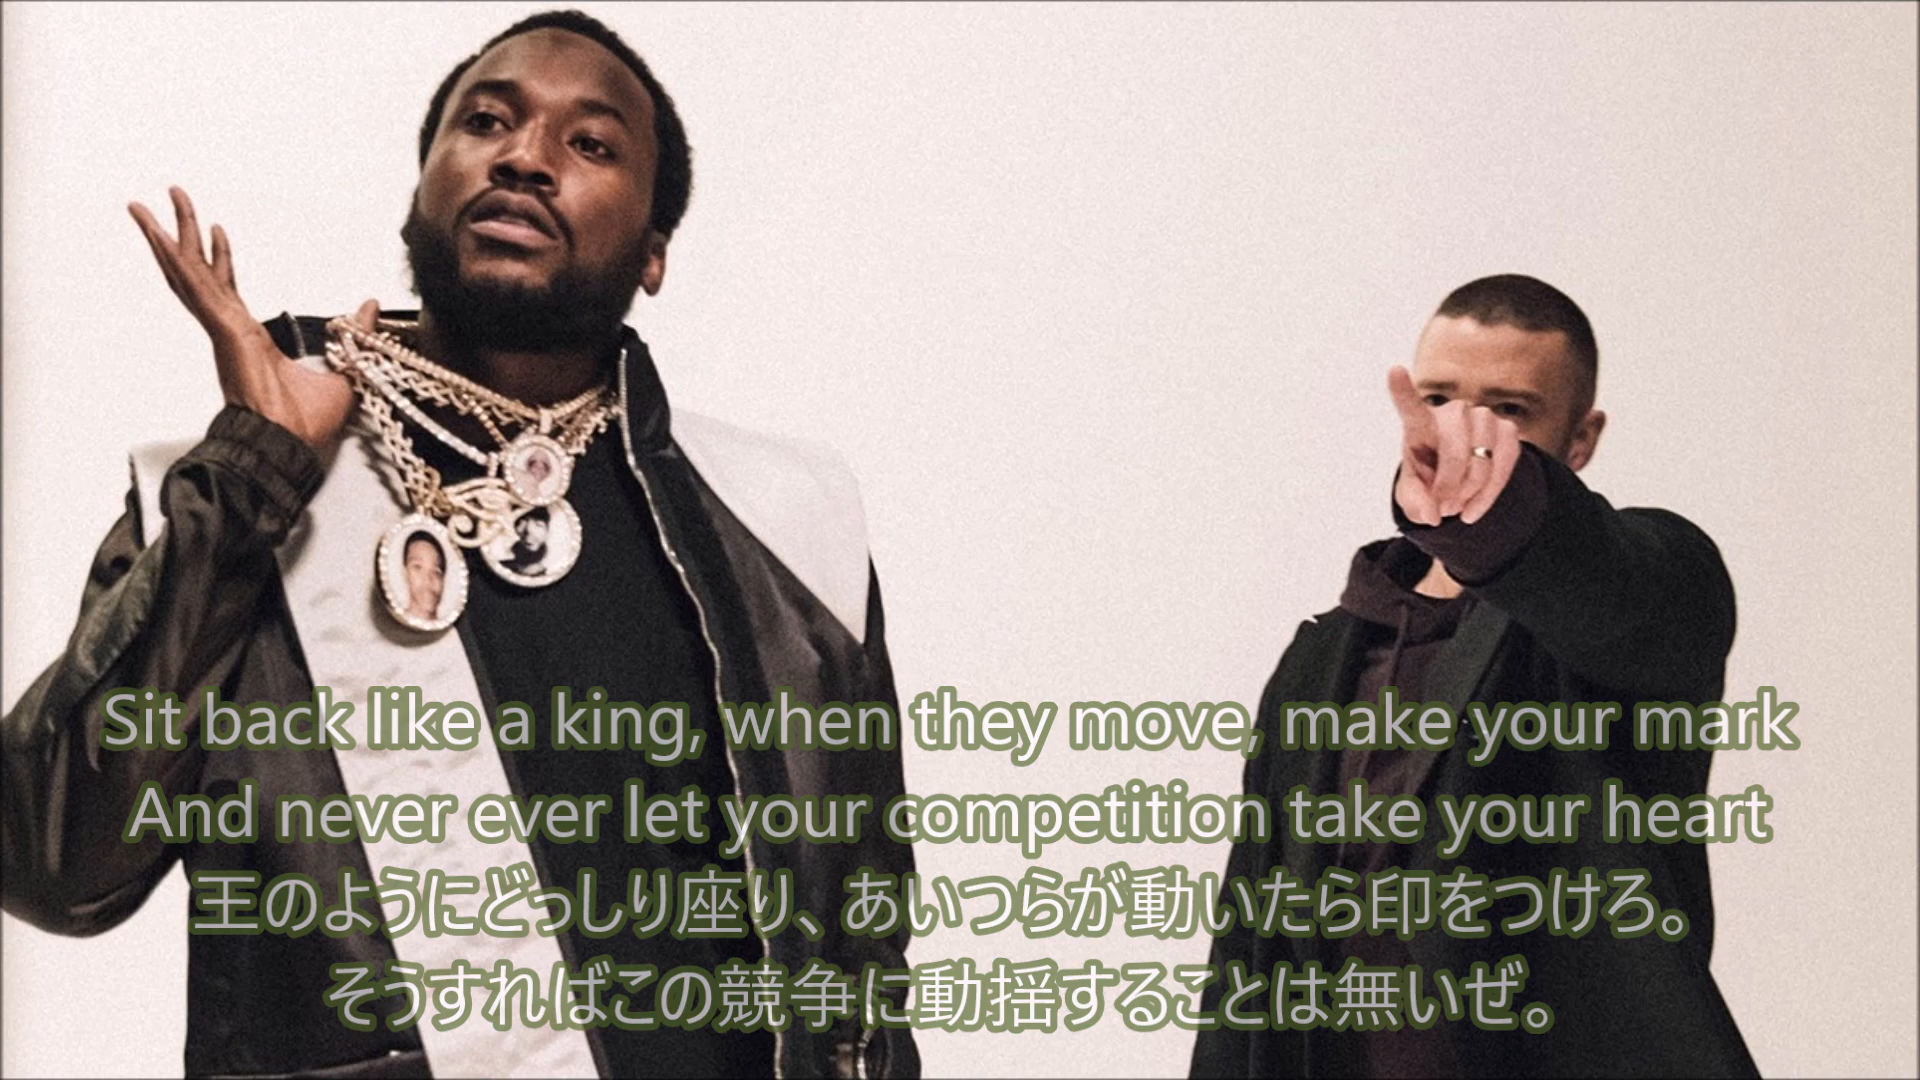 Sit back like a king, when they move, make your mark
And never ever let your competition take your heart
王のようにどっしり座り、あいつらが動いたら印をつけろ。
そうすればこの競争に動揺することは無いぜ。